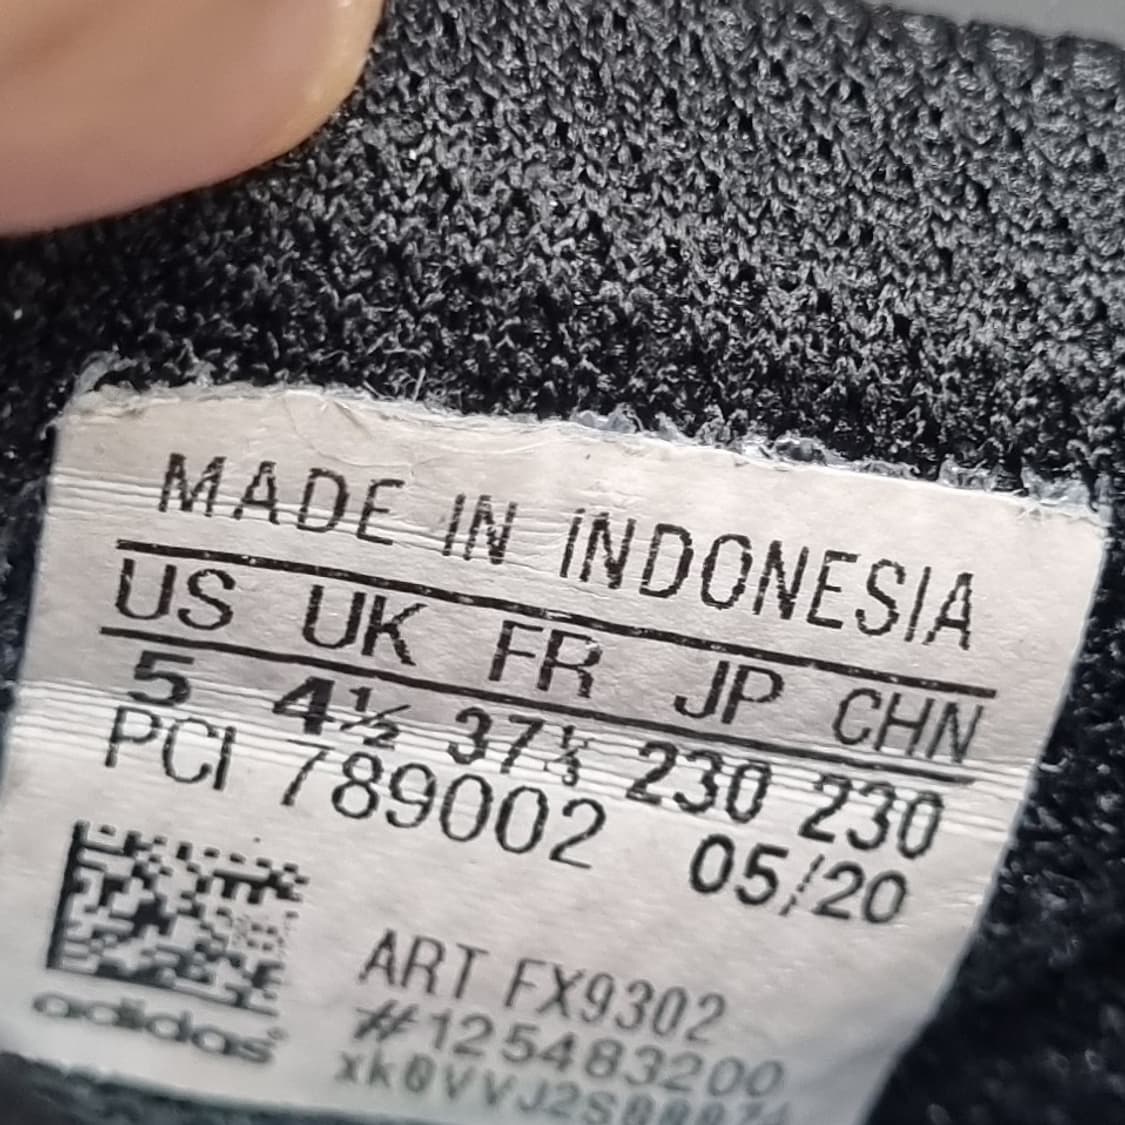 MADE IN INDONESIA
US UK FR JP CHN
5 4½ 37⅓ 230 230
PCI 789002 05/20
ART FX9302
#125483200
adidas